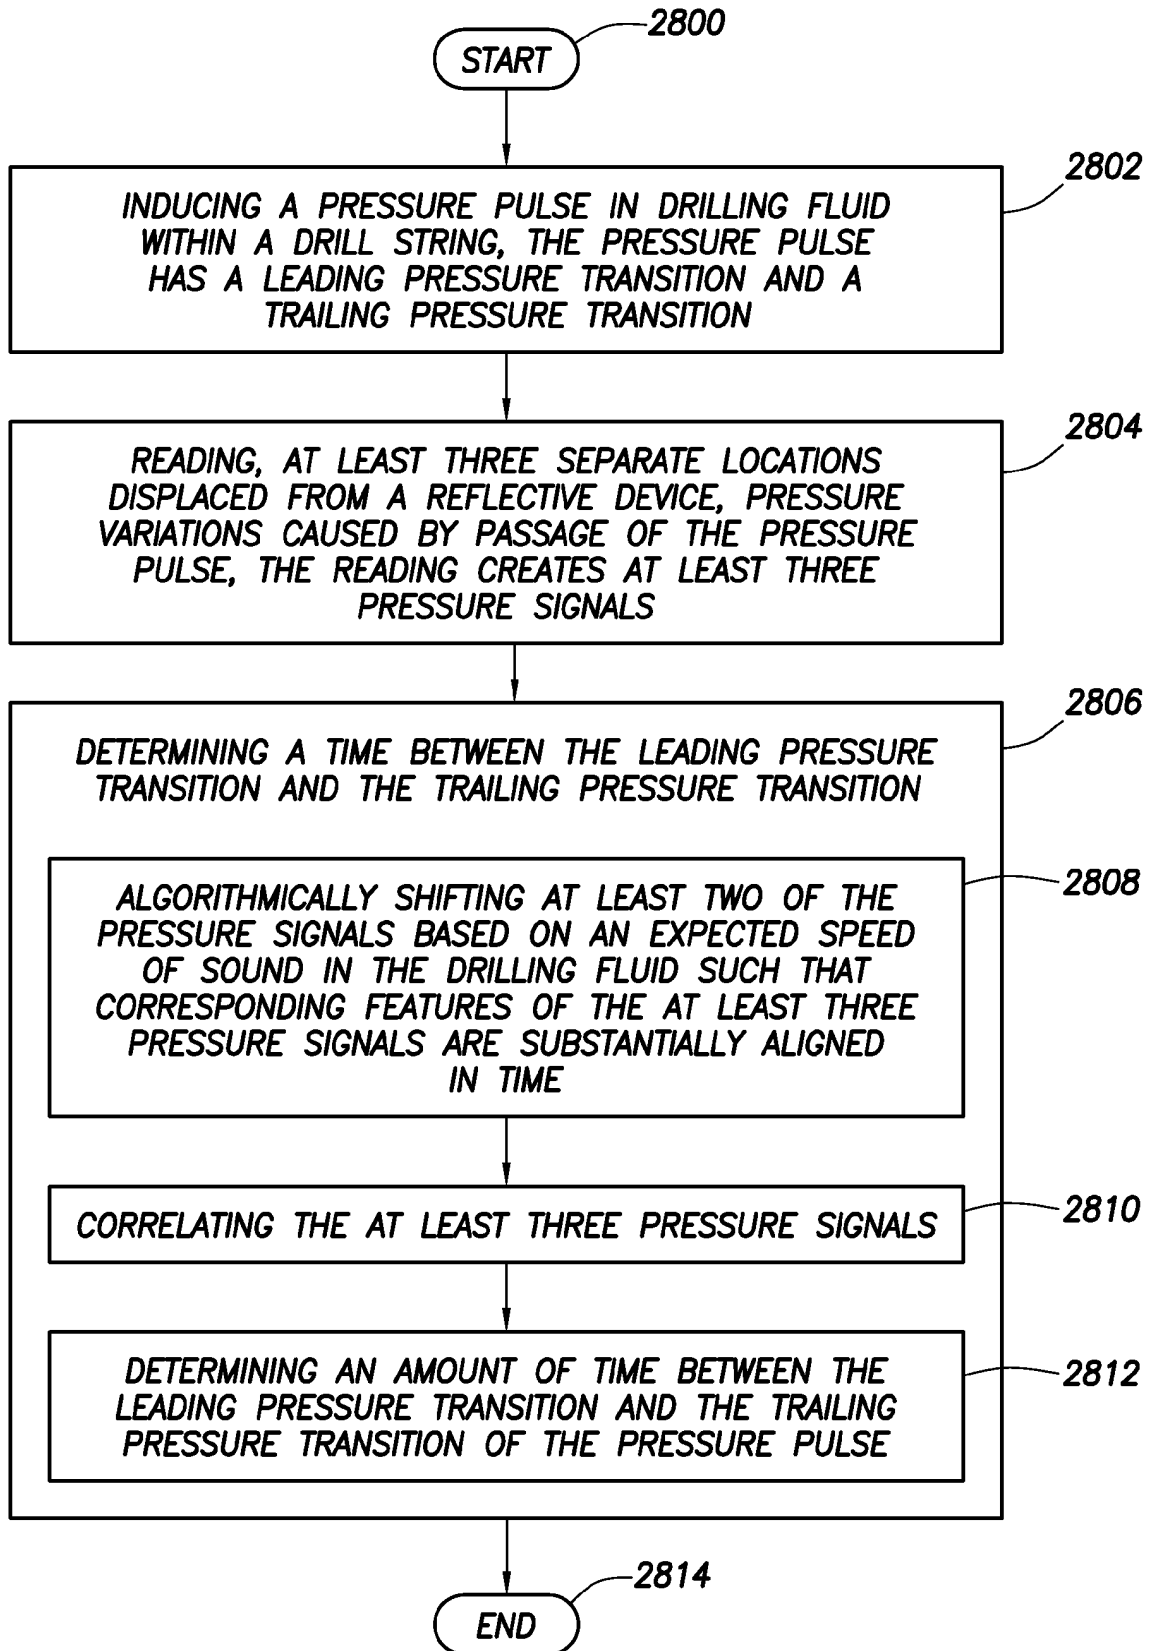 2800
START
2802
INDUCING A PRESSURE PULSE IN DRILLING FLUID
WITHIN A DRILL STRING, THE PRESSURE PULSE
HAS A LEADING PRESSURE TRANSITION AND A
TRAILING PRESSURE TRANSITION
2804
READING, AT LEAST THREE SEPARATE LOCATIONS
DISPLACED FROM A REFLECTIVE DEVICE, PRESSURE
VARIATIONS CAUSED BY PASSAGE OF THE PRESSURE
PULSE, THE READING CREATES AT LEAST THREE
PRESSURE SIGNALS
2806
DETERMINING A TIME BETWEEN THE LEADING PRESSURE
TRANSITION AND THE TRAILING PRESSURE TRANSITION
2808
ALGORITHMICALLY SHIFTING AT LEAST TWO OF THE
PRESSURE SIGNALS BASED ON AN EXPECTED SPEED
OF SOUND IN THE DRILLING FLUID SUCH THAT
CORRESPONDING FEATURES OF THE AT LEAST THREE
PRESSURE SIGNALS ARE SUBSTANTIALLY ALIGNED
IN TIME
CORRELATING THE AT LEAST THREE PRESSURE SIGNALS
2810
DETERMINING AN AMOUNT OF TIME BETWEEN THE
LEADING PRESSURE TRANSITION AND THE TRAILING
PRESSURE TRANSITION OF THE PRESSURE PULSE
2812
2814
END